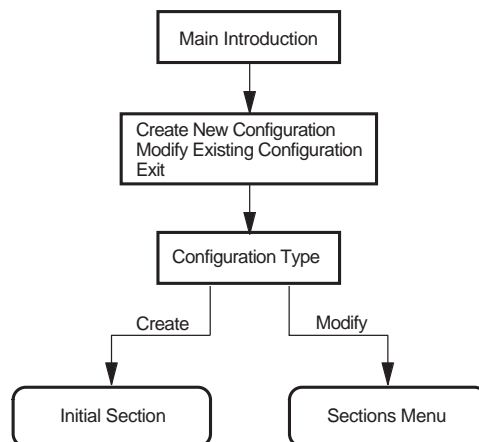 Main Introduction
Create New Configuration
Modify Existing Configuration
Exit
Configuration Type
Create
Modify
Initial Section
Sections Menu